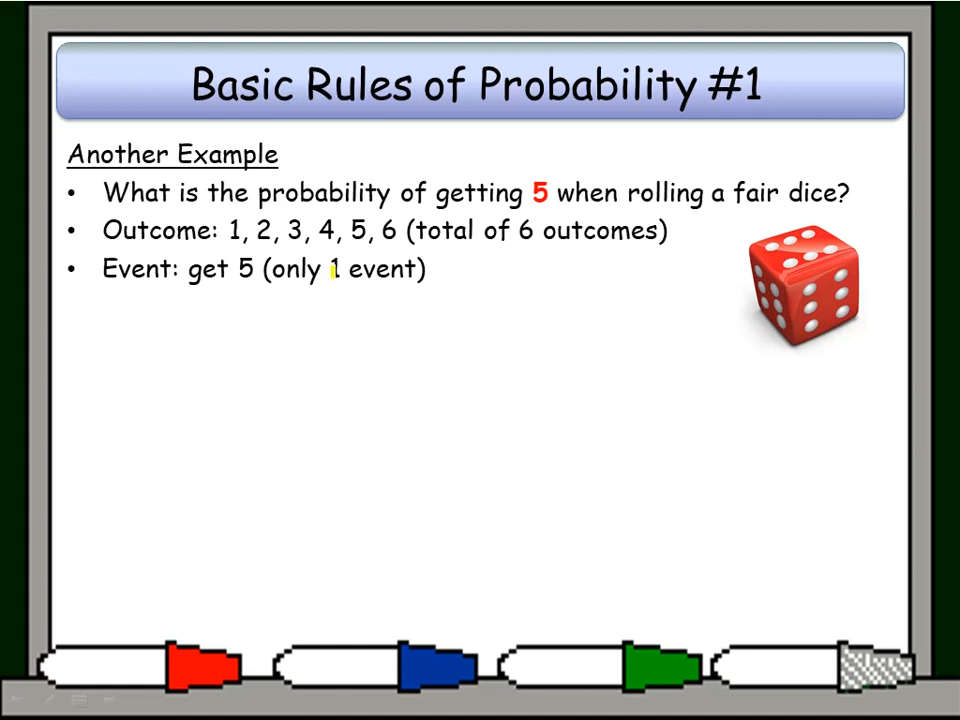 Basic Rules of Probability #1
Another Example
• What is the probability of getting 5 when rolling a fair dice?
• Outcome: 1, 2, 3, 4, 5, 6 (total of 6 outcomes)
• Event: get 5 (only 1 event)